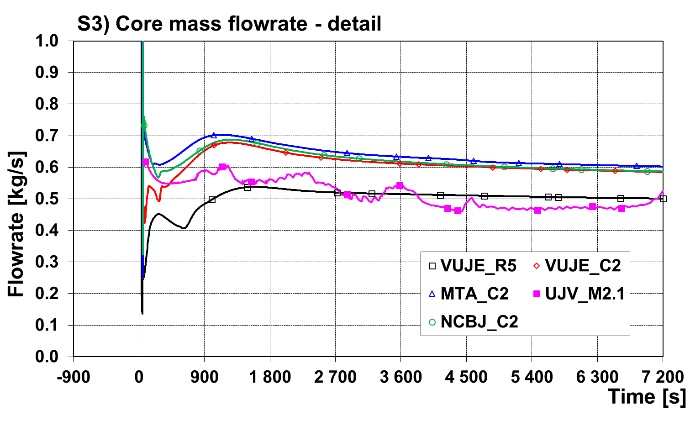 S3) Core mass flowrate - detail
1.0
0.9
0.8
0.7
0.6
0.5
0.4
0.3
0.2
0.1
0.0
Flowrate [kg/s]
VUJE_R5 VUJE_C2
MTA_C2 UJV_M2.1
NCBJ_C2
-900 0 900 1 800 2 700 3 600 4 500 5 400 6 300 7 200
Time [s]